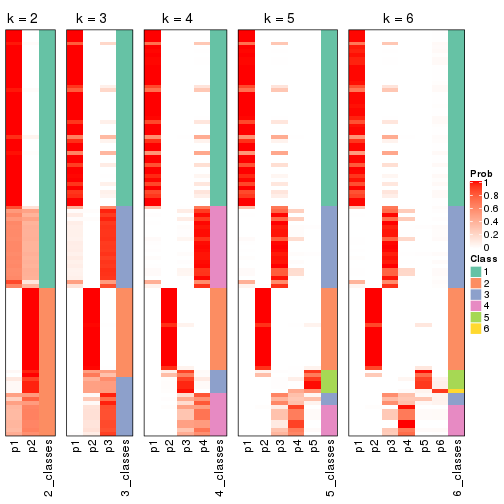 k = 2
k = 3
k = 4
k = 5
k = 6
Prob
1
0.8
0.6
0.4
0.2
0
Class
1
2
3
4
5
6
p1
p2
2_classes
p1
p2
p3
3_classes
p1
p2
p3
p4
4_classes
p1
p2
p3
p4
p5
5_classes
p1
p2
p3
p4
p5
p6
6_classes